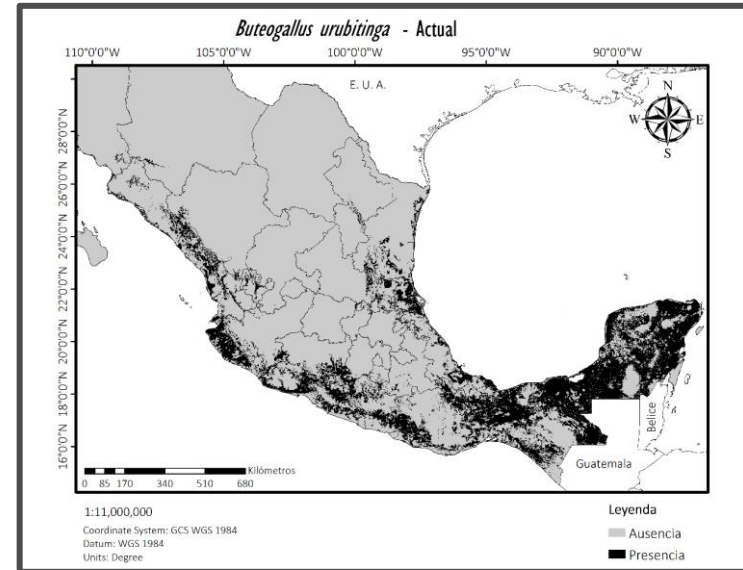 Buteogallus urubitinga - Actual
110°0'0"W 105°0'0"W 100°0'0"W 95°0'0"W 90°0'0"W
E. U. A.
N
W E
S
28°0'0"N
26°0'0"N
24°0'0"N
22°0'0"N
20°0'0"N
18°0'0"N
16°0'0"N
Belice
Guatemala
Kilómetros
0 85 170 340 510 680
1:11,000,000
Coordinate System: GCS WGS 1984
Datum: WGS 1984
Units: Degree
Leyenda
Ausencia
Presencia